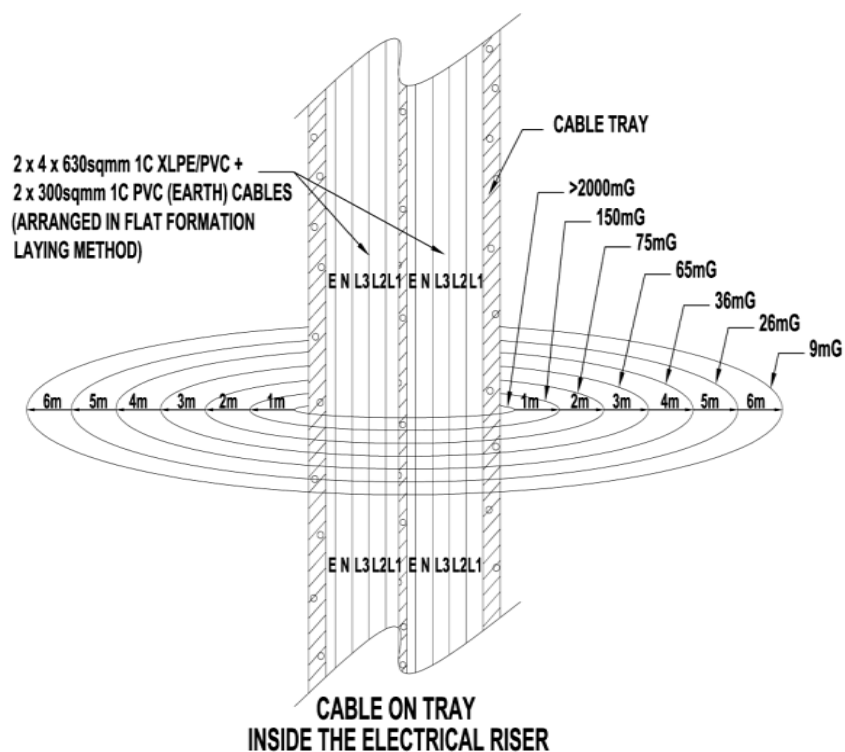 2 x 4 x 630sqmm 1C XLPE/PVC +
2 x 300sqmm 1C PVC (EARTH) CABLES
(ARRANGED IN FLAT FORMATION
LAYING METHOD)
CABLE TRAY
>2000mG
150mG
75mG
65mG
36mG
26mG
9mG
E N L3 L2 L1 E N L3 L2 L1
6m 5m 4m 3m 2m 1m 1m 2m 3m 4m 5m 6m
E N L3 L2 L1 E N L3 L2 L1
CABLE ON TRAY
INSIDE THE ELECTRICAL RISER